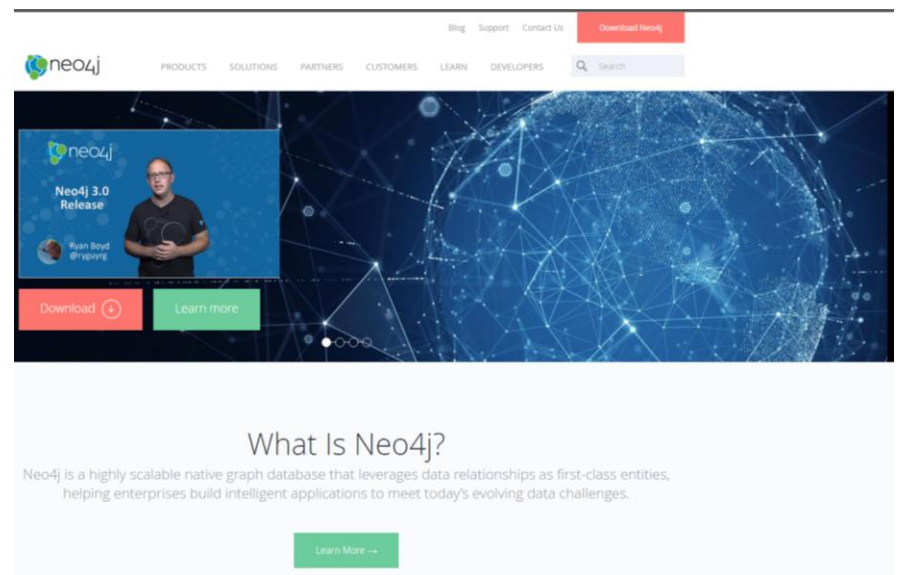 Blog Support Contact Us Download Neo4j
neo4j
PRODUCTS SOLUTIONS PARTNERS CUSTOMERS LEARN DEVELOPERS Search
neo4j
Neo4j 3.0
Release
Ryan Boyd
@ryguyrg
Download Learn more
What Is Neo4j?
Neo4j is a highly scalable native graph database that leverages data relationships as first-class entities,
helping enterprises build intelligent applications to meet today's evolving data challenges.
Learn More →